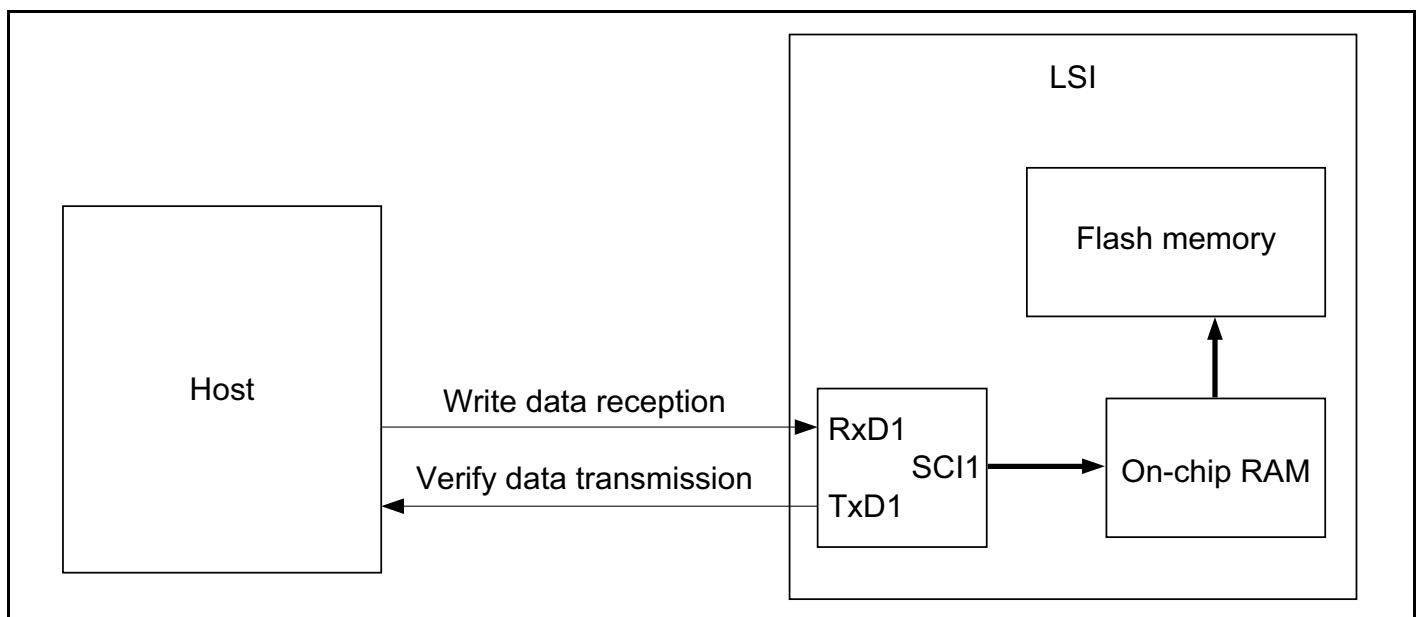 LSI
Flash memory
Host
Write data reception
RxD1
SCI1
On-chip RAM
Verify data transmission
TxD1